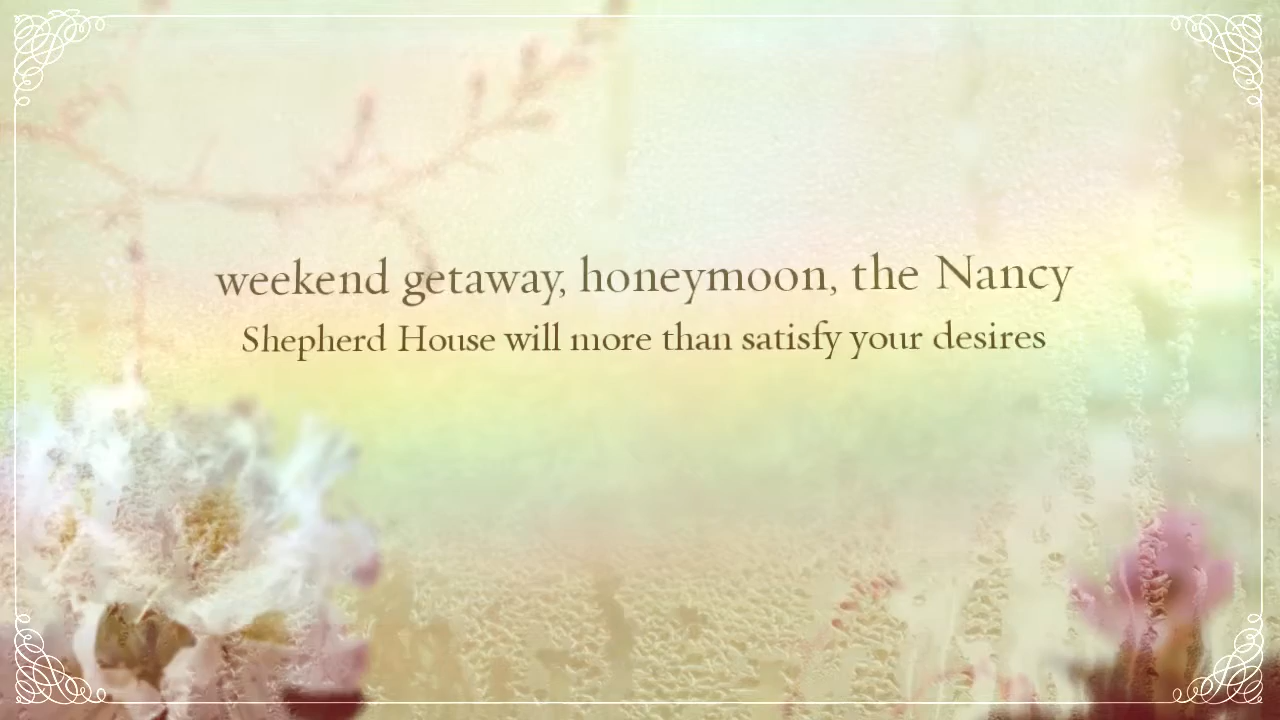 weekend getaway, honeymoon, the Nancy
Shepherd House will more than satisfy your desires